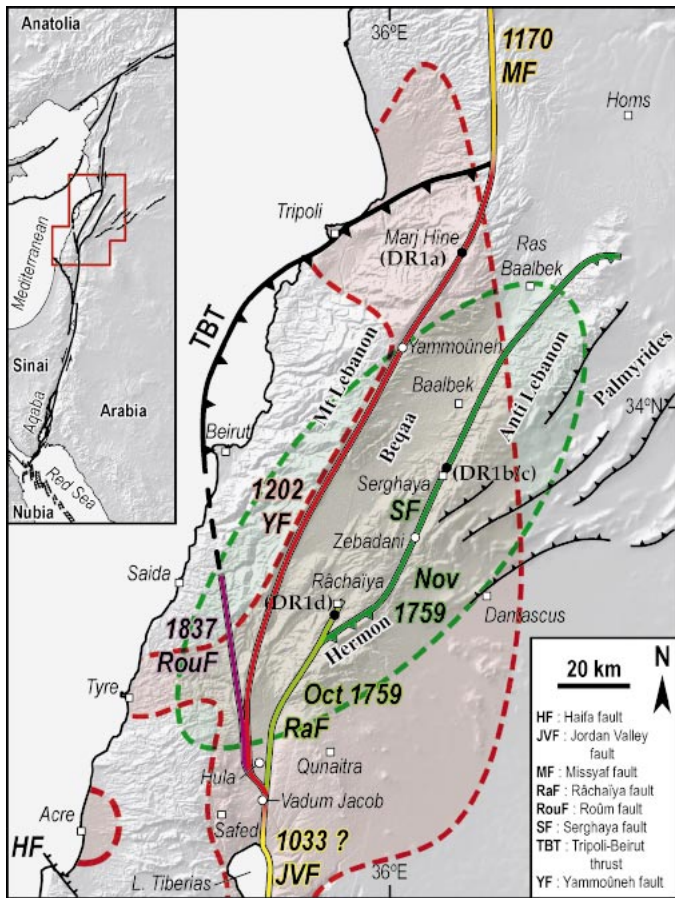 Anatolia
Mediterranean
Sinai
Aqaba
Arabia
Red Sea
Nubia
36°E
1170
MF
Homs
Tripoli
Marj Hîne
(DR1a)
Ras
Baalbek
TBT
Mt Lebanon
Yammoûneh
Baalbek
Anti Lebanon
Palmyrides
34°N
Beqaa
Beirut
1202
YF
Serghaya
(DR1b/c)
SF
Zebadani
Saida
Râchaïya
(DR1d)
Nov
1759
Damascus
Hermon
1837
RouF
Tyre
Oct 1759
RaF
Hula
Qunaitra
Vadum Jacob
Acre
Safed
HF
1033 ?
JVF
L. Tiberias
36°E
20 km
N
HF : Haifa fault
JVF : Jordan Valley
fault
MF : Missyaf fault
RaF : Râchaïya fault
RouF : Roûm fault
SF : Serghaya fault
TBT : Tripoli-Beirut
thrust
YF : Yammoûneh fault